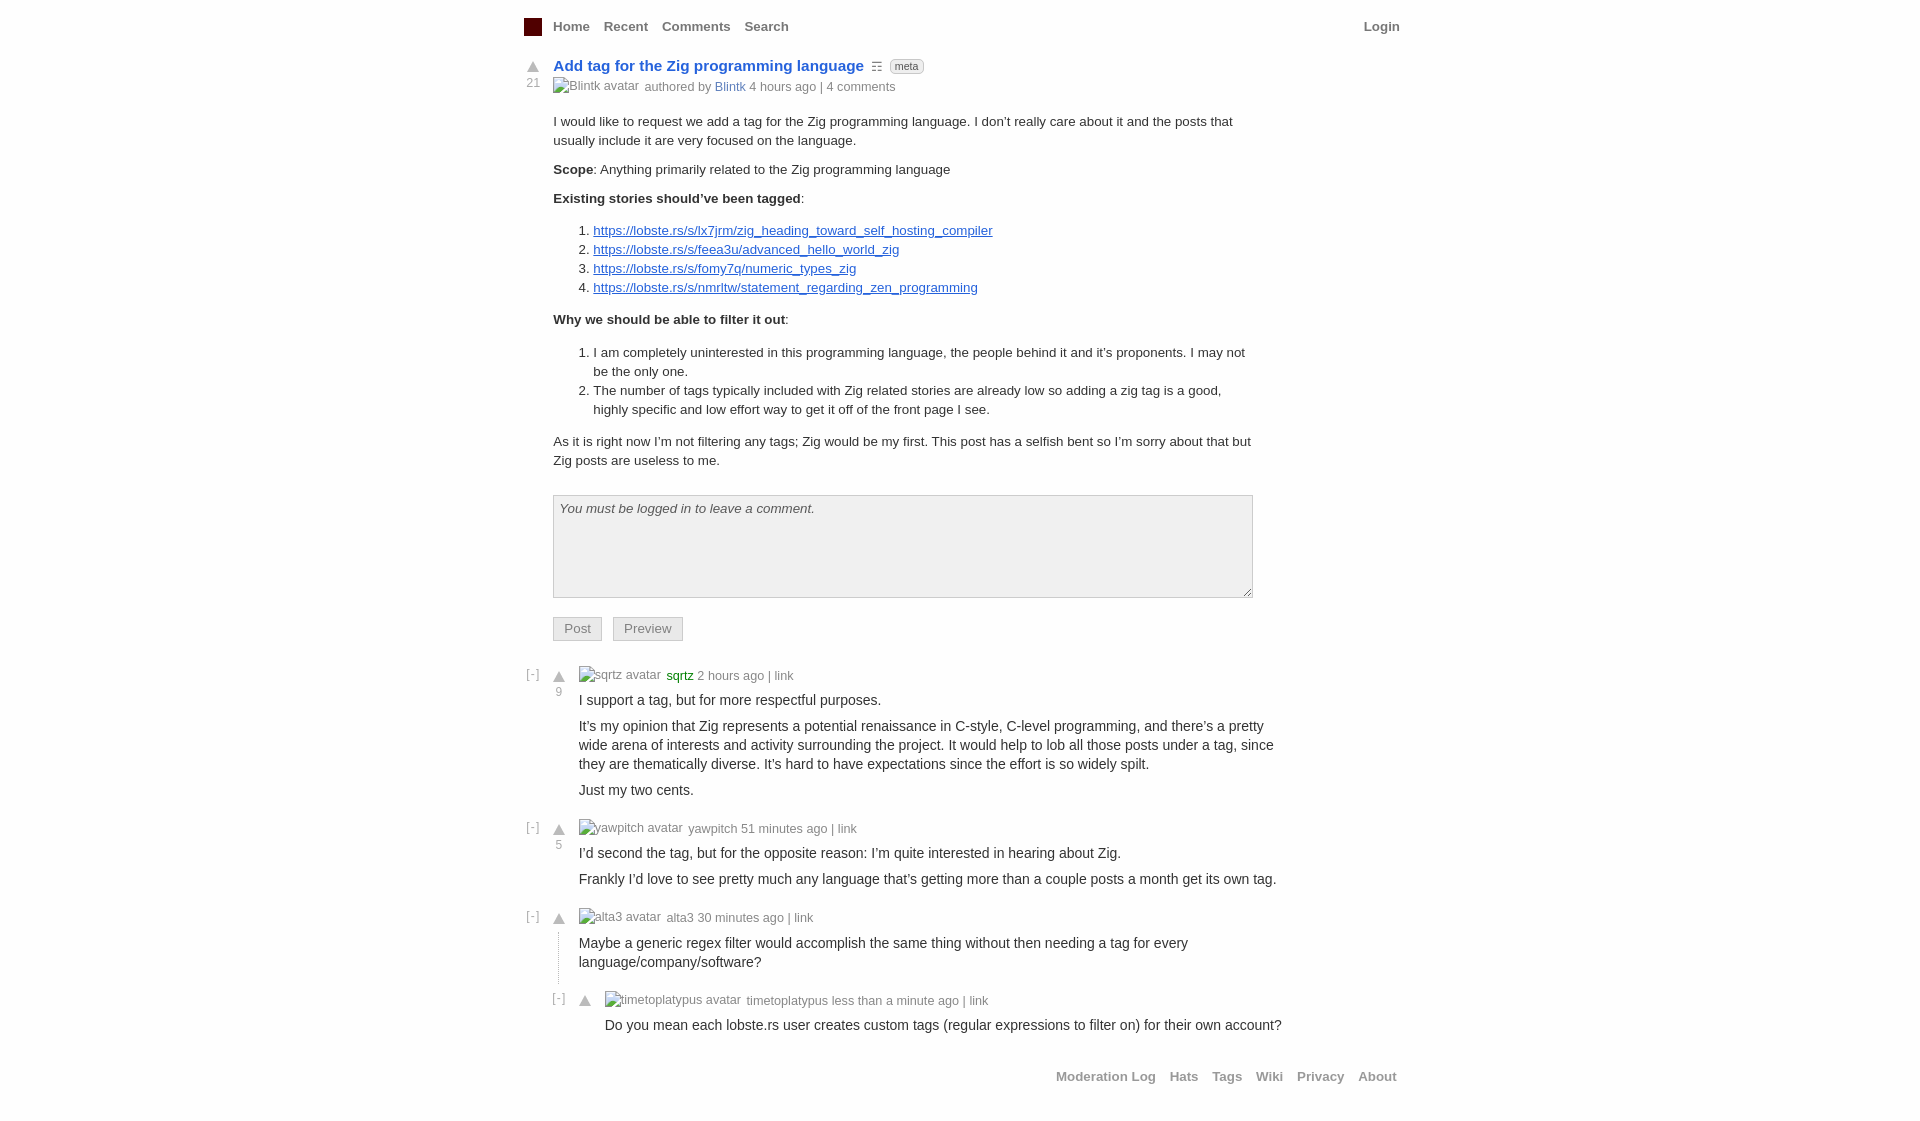 Home Recent Comments Search Login
Add tag for the Zig programming language ☶ meta
21
Blintk avatar authored by Blintk 4 hours ago | 4 comments
I would like to request we add a tag for the Zig programming language. I don’t really care about it and the posts that
usually include it are very focused on the language.
Scope: Anything primarily related to the Zig programming language
Existing stories should’ve been tagged:
1. https://lobste.rs/s/lx7jrm/zig_heading_toward_self_hosting_compiler
2. https://lobste.rs/s/feea3u/advanced_hello_world_zig
3. https://lobste.rs/s/fomy7q/numeric_types_zig
4. https://lobste.rs/s/nmrltw/statement_regarding_zen_programming
Why we should be able to filter it out:
1. I am completely uninterested in this programming language, the people behind it and it’s proponents. I may not
be the only one.
2. The number of tags typically included with Zig related stories are already low so adding a zig tag is a good,
highly specific and low effort way to get it off of the front page I see.
As it is right now I’m not filtering any tags; Zig would be my first. This post has a selfish bent so I’m sorry about that but
Zig posts are useless to me.
You must be logged in to leave a comment.
Post Preview
[-] sqrtz avatar sqrtz 2 hours ago | link
9
I support a tag, but for more respectful purposes.
It’s my opinion that Zig represents a potential renaissance in C-style, C-level programming, and there’s a pretty
wide arena of interests and activity surrounding the project. It would help to lob all those posts under a tag, since
they are thematically diverse. It’s hard to have expectations since the effort is so widely spilt.
Just my two cents.
[-] yawpitch avatar yawpitch 51 minutes ago | link
5
I’d second the tag, but for the opposite reason: I’m quite interested in hearing about Zig.
Frankly I’d love to see pretty much any language that’s getting more than a couple posts a month get its own tag.
[-] alta3 avatar alta3 30 minutes ago | link
Maybe a generic regex filter would accomplish the same thing without then needing a tag for every
language/company/software?
[-] timetoplatypus avatar timetoplatypus less than a minute ago | link
Do you mean each lobste.rs user creates custom tags (regular expressions to filter on) for their own account?
Moderation Log Hats Tags Wiki Privacy About